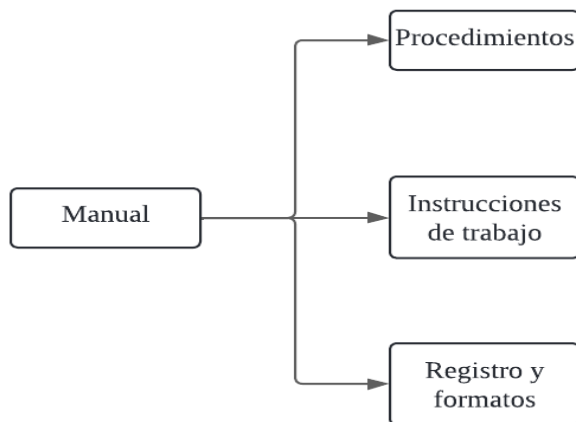 Procedimientos
Manual
Instrucciones
de trabajo
Registro y
formatos